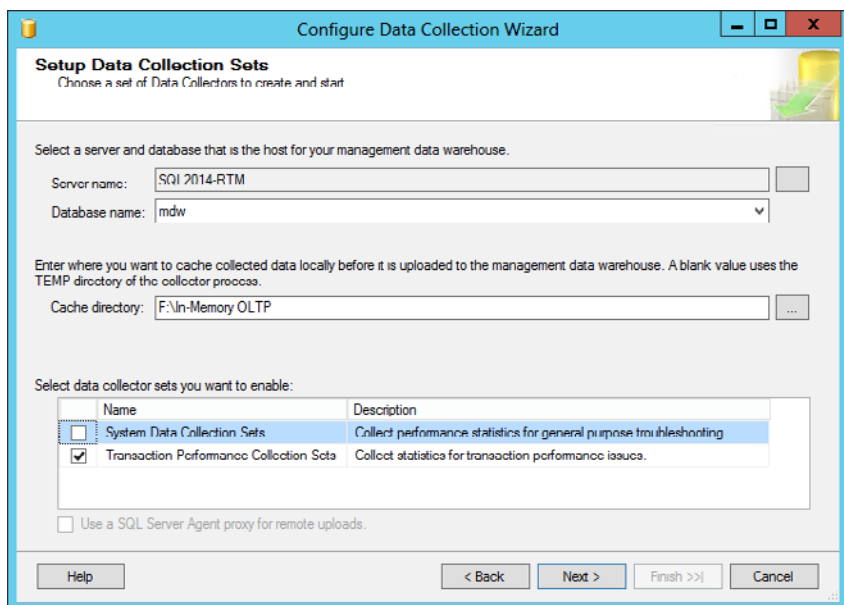 Configure Data Collection Wizard
x
Setup Data Collection Sets
Choose a set of Data Collectors to create and start
Select a server and database that is the host for your management data warehouse.
Server name: SQL2014-RTM
Database name: mdw
Enter where you want to cache collected data locally before it is uploaded to the management data warehouse. A blank value uses the
TEMP directory of the collector process.
Cache directory: F:\In-Memory OLTP ...
Select data collector sets you want to enable:
Name Description
System Data Collection Sets Collect performance statistics for general purpose troubleshooting
Transaction Performance Collection Sets Collect statistics for transaction performance issues.
Use a SQL Server Agent proxy for remote uploads.
Help < Back Next > Finish >>| Cancel